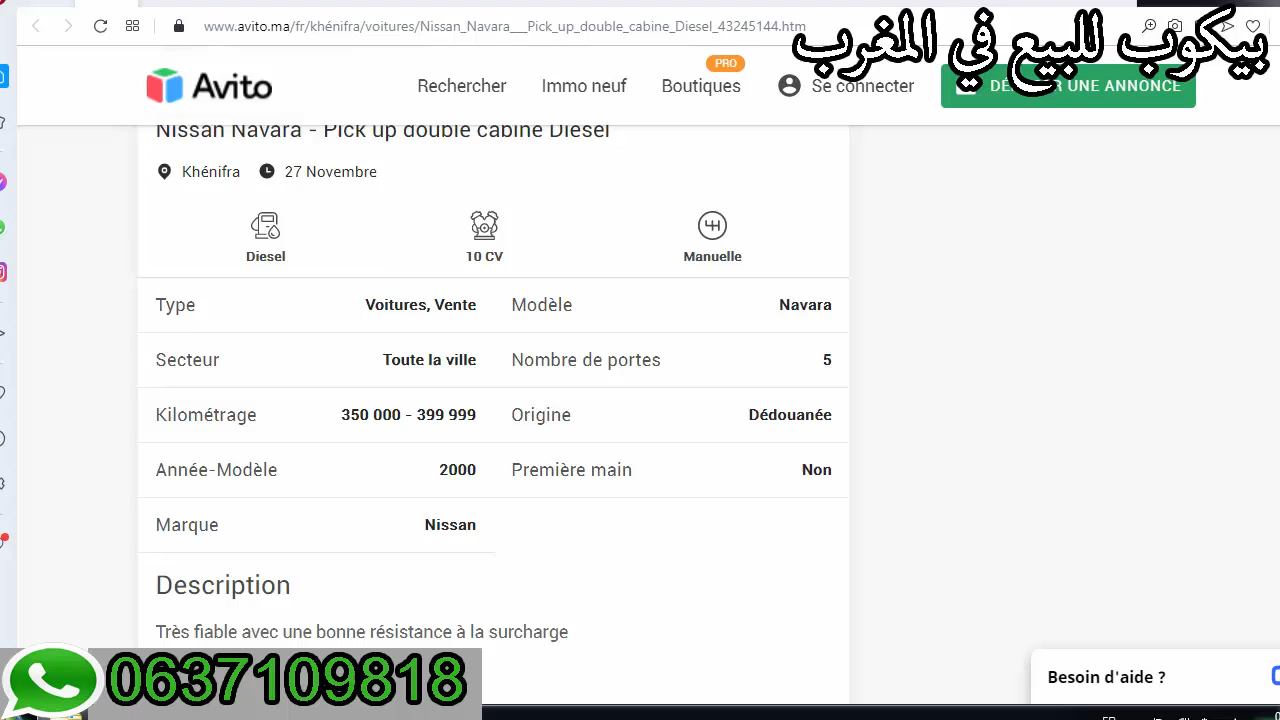 www.avito.ma/fr/khénifra/voitures/Nissan_Navara___Pick_up_double_cabine_Diesel_43245144.htm
بيكوب للبيع في المغرب
Avito
Rechercher
Immo neuf
PRO
Boutiques
Se connecter
UNE ANNONCE
Nissan Navara - Pick up double cabine Diesel
Khénifra 27 Novembre
Diesel 10 CV Manuelle
Type Voitures, Vente Modèle Navara
Secteur Toute la ville Nombre de portes 5
Kilométrage 350 000 - 399 999 Origine Dédouanée
Année-Modèle 2000 Première main Non
Marque Nissan
Description
Très fiable avec une bonne résistance à la surcharge
0637109818
Besoin d'aide ?